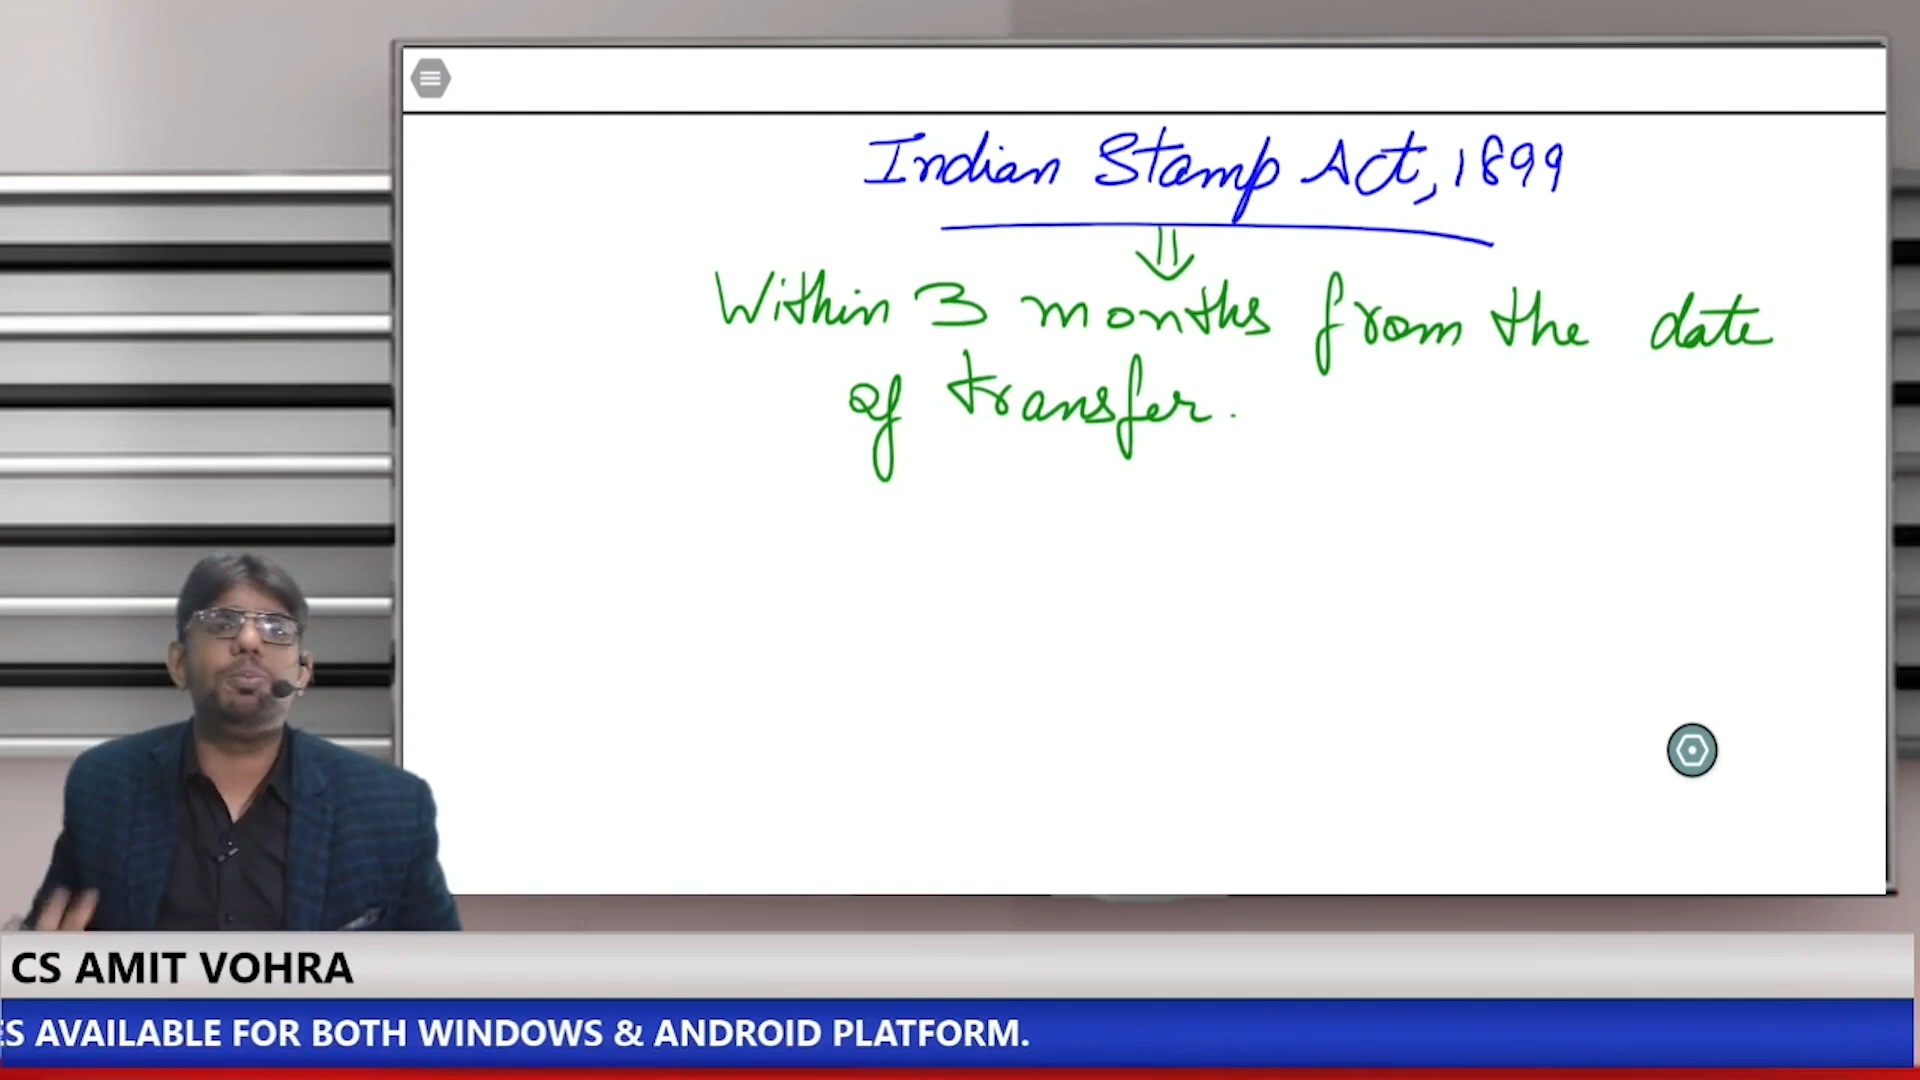 Indian Stamp Act, 1899
Within 3 months from the date
of transfer.
CS AMIT VOHRA
ES AVAILABLE FOR BOTH WINDOWS & ANDROID PLATFORM.